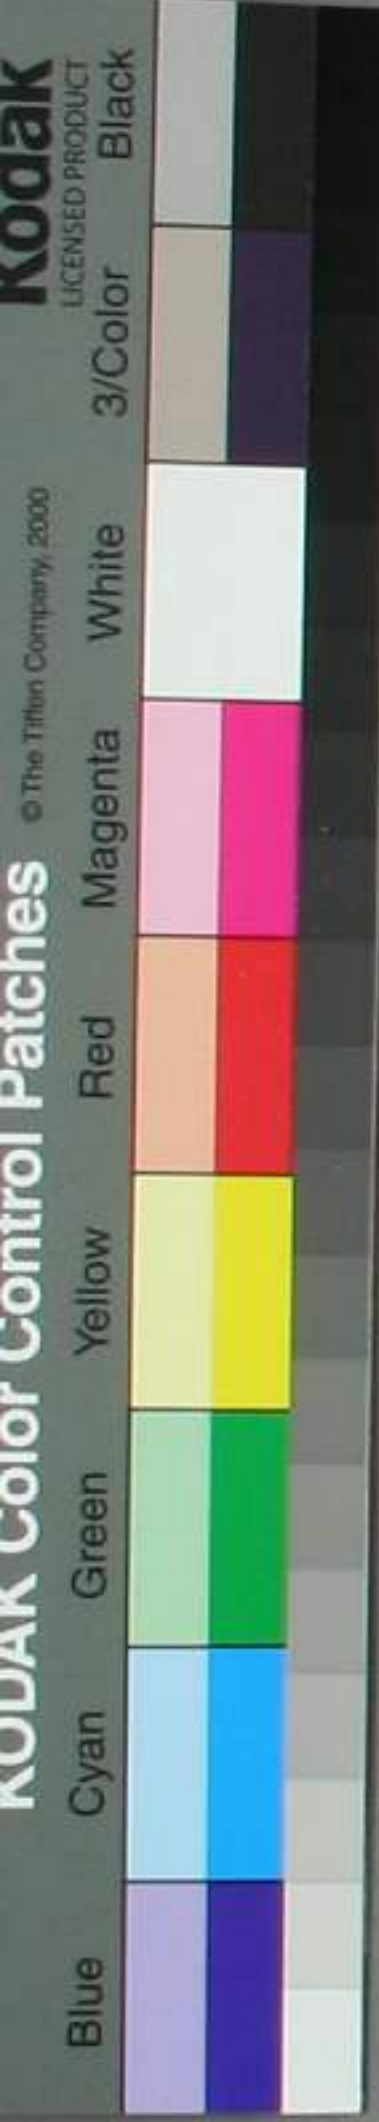 KODAK Color Control Patches © The Tiffen Company, 2000 Kodak
LICENSED PRODUCT
Blue Cyan Green Yellow Red Magenta White 3/Color Black